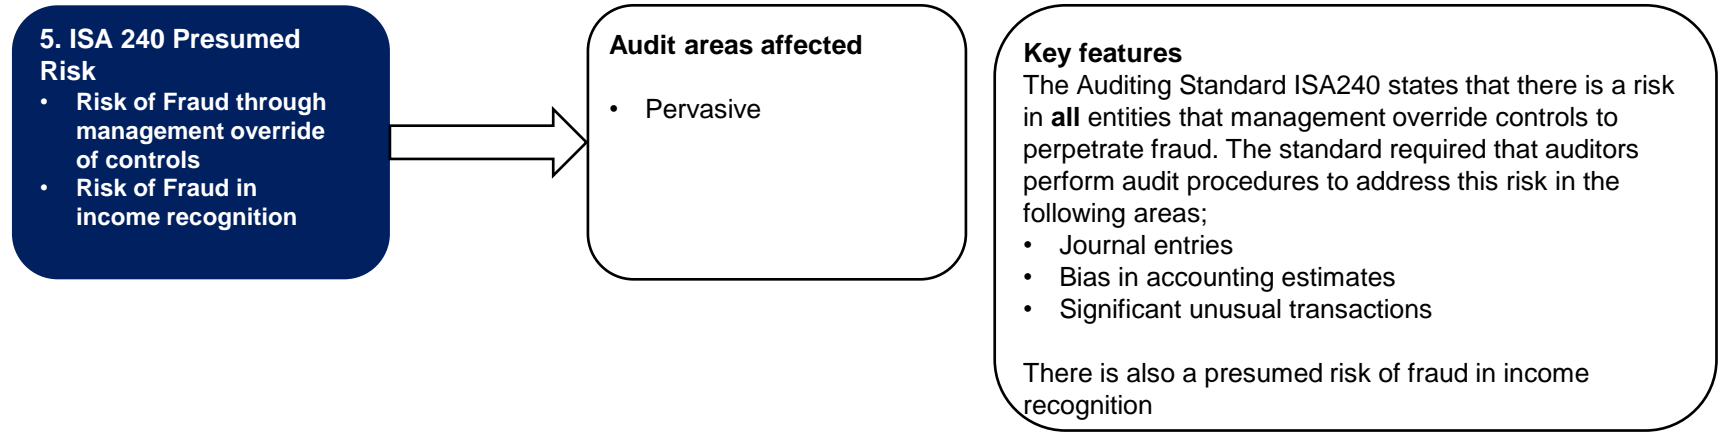 5. ISA 240 Presumed
Risk
• Risk of Fraud through
management override
of controls
• Risk of Fraud in
income recognition
Audit areas affected
• Pervasive
Key features
The Auditing Standard ISA240 states that there is a risk
in all entities that management override controls to
perpetrate fraud. The standard required that auditors
perform audit procedures to address this risk in the
following areas;
• Journal entries
• Bias in accounting estimates
• Significant unusual transactions
There is also a presumed risk of fraud in income
recognition